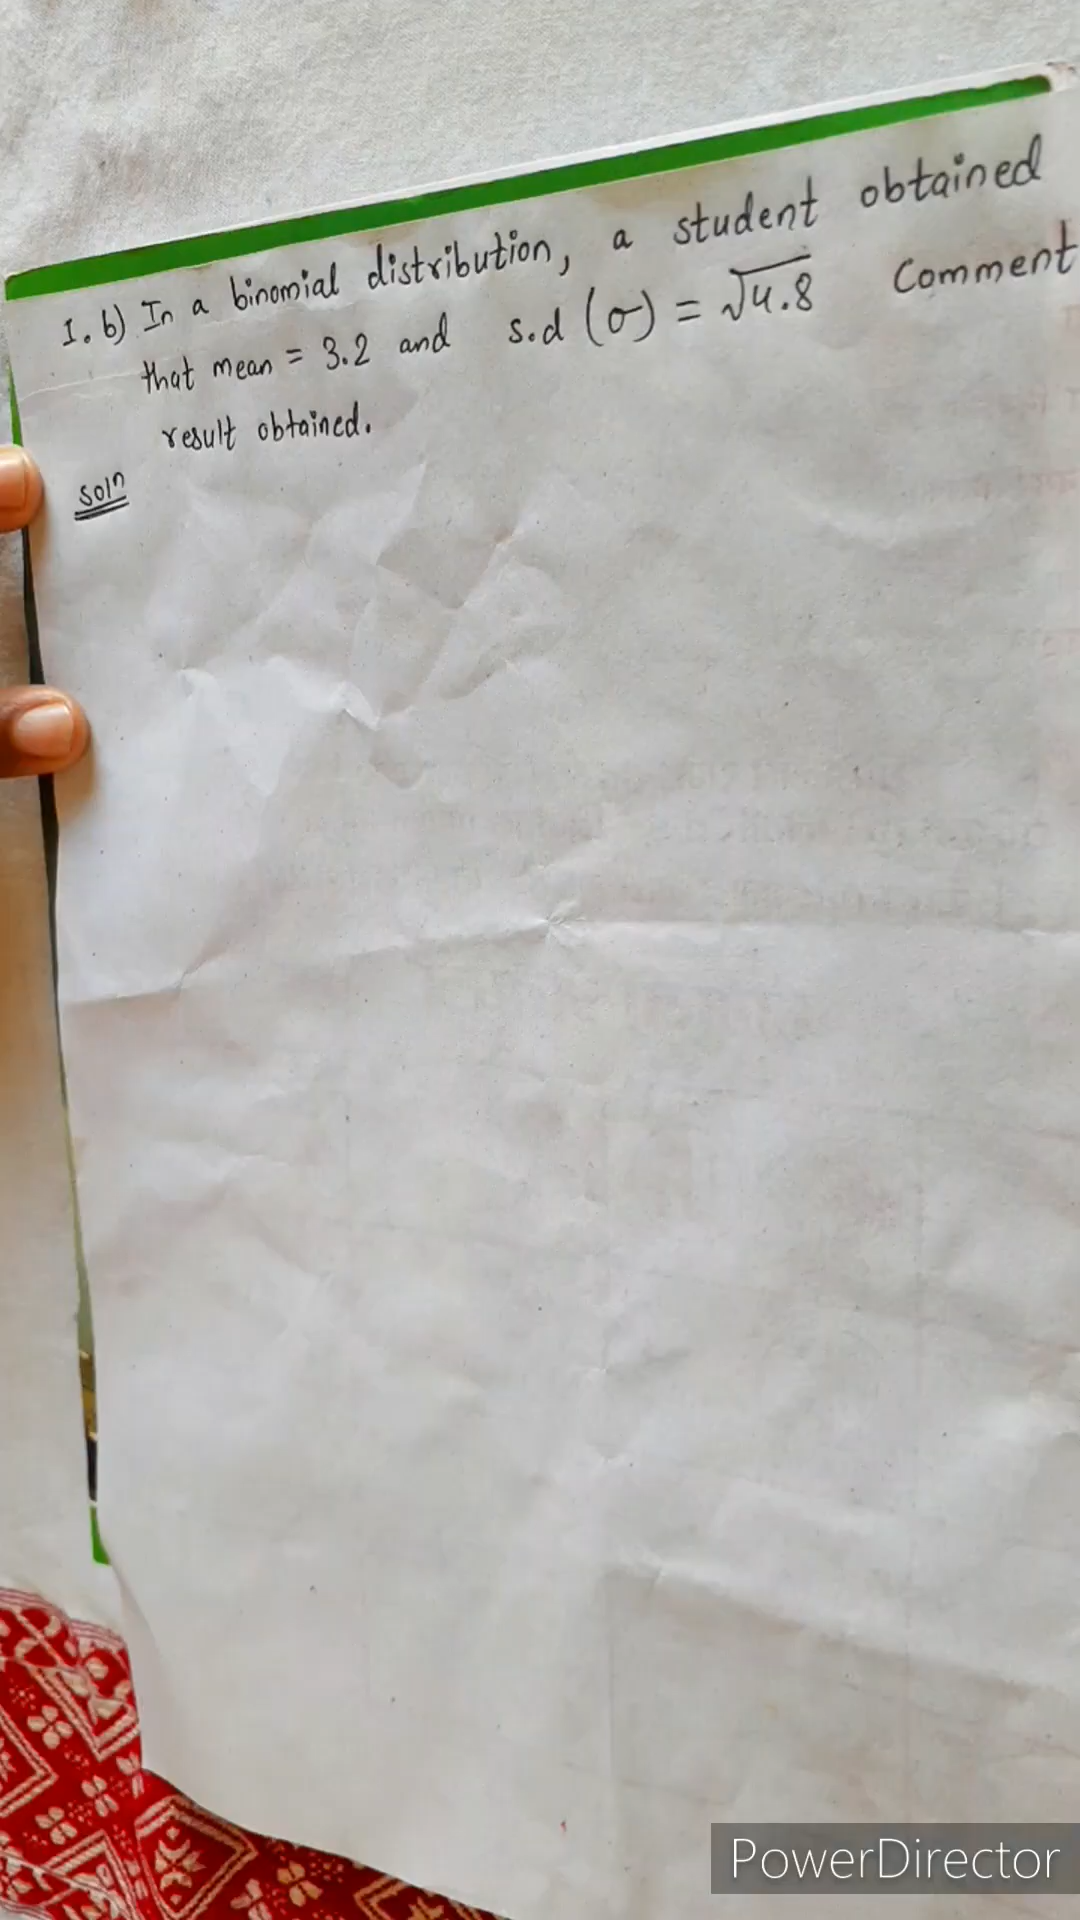 1. b) In a binomial distribution, a student obtained
that mean = 3.2 and s.d (σ) = √4.8 Comment
result obtained.
Soln
PowerDirector